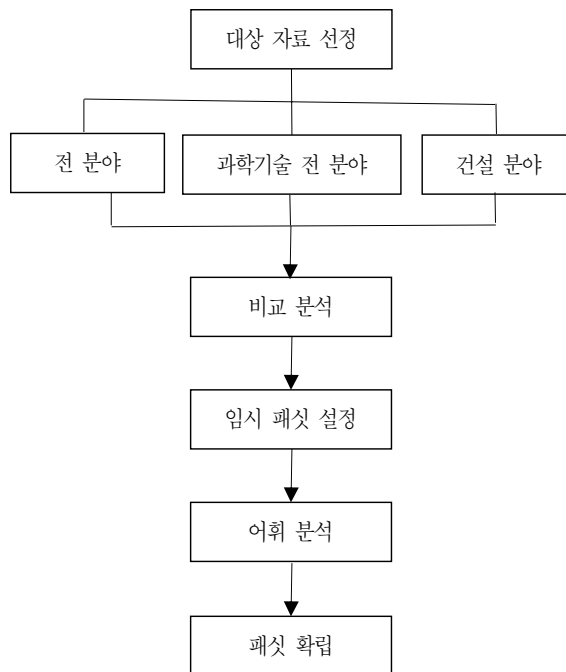 대상 자료 선정
전 분야
과학기술 전 분야
건설 분야
비교 분석
임시 패싯 설정
어휘 분석
패싯 확립